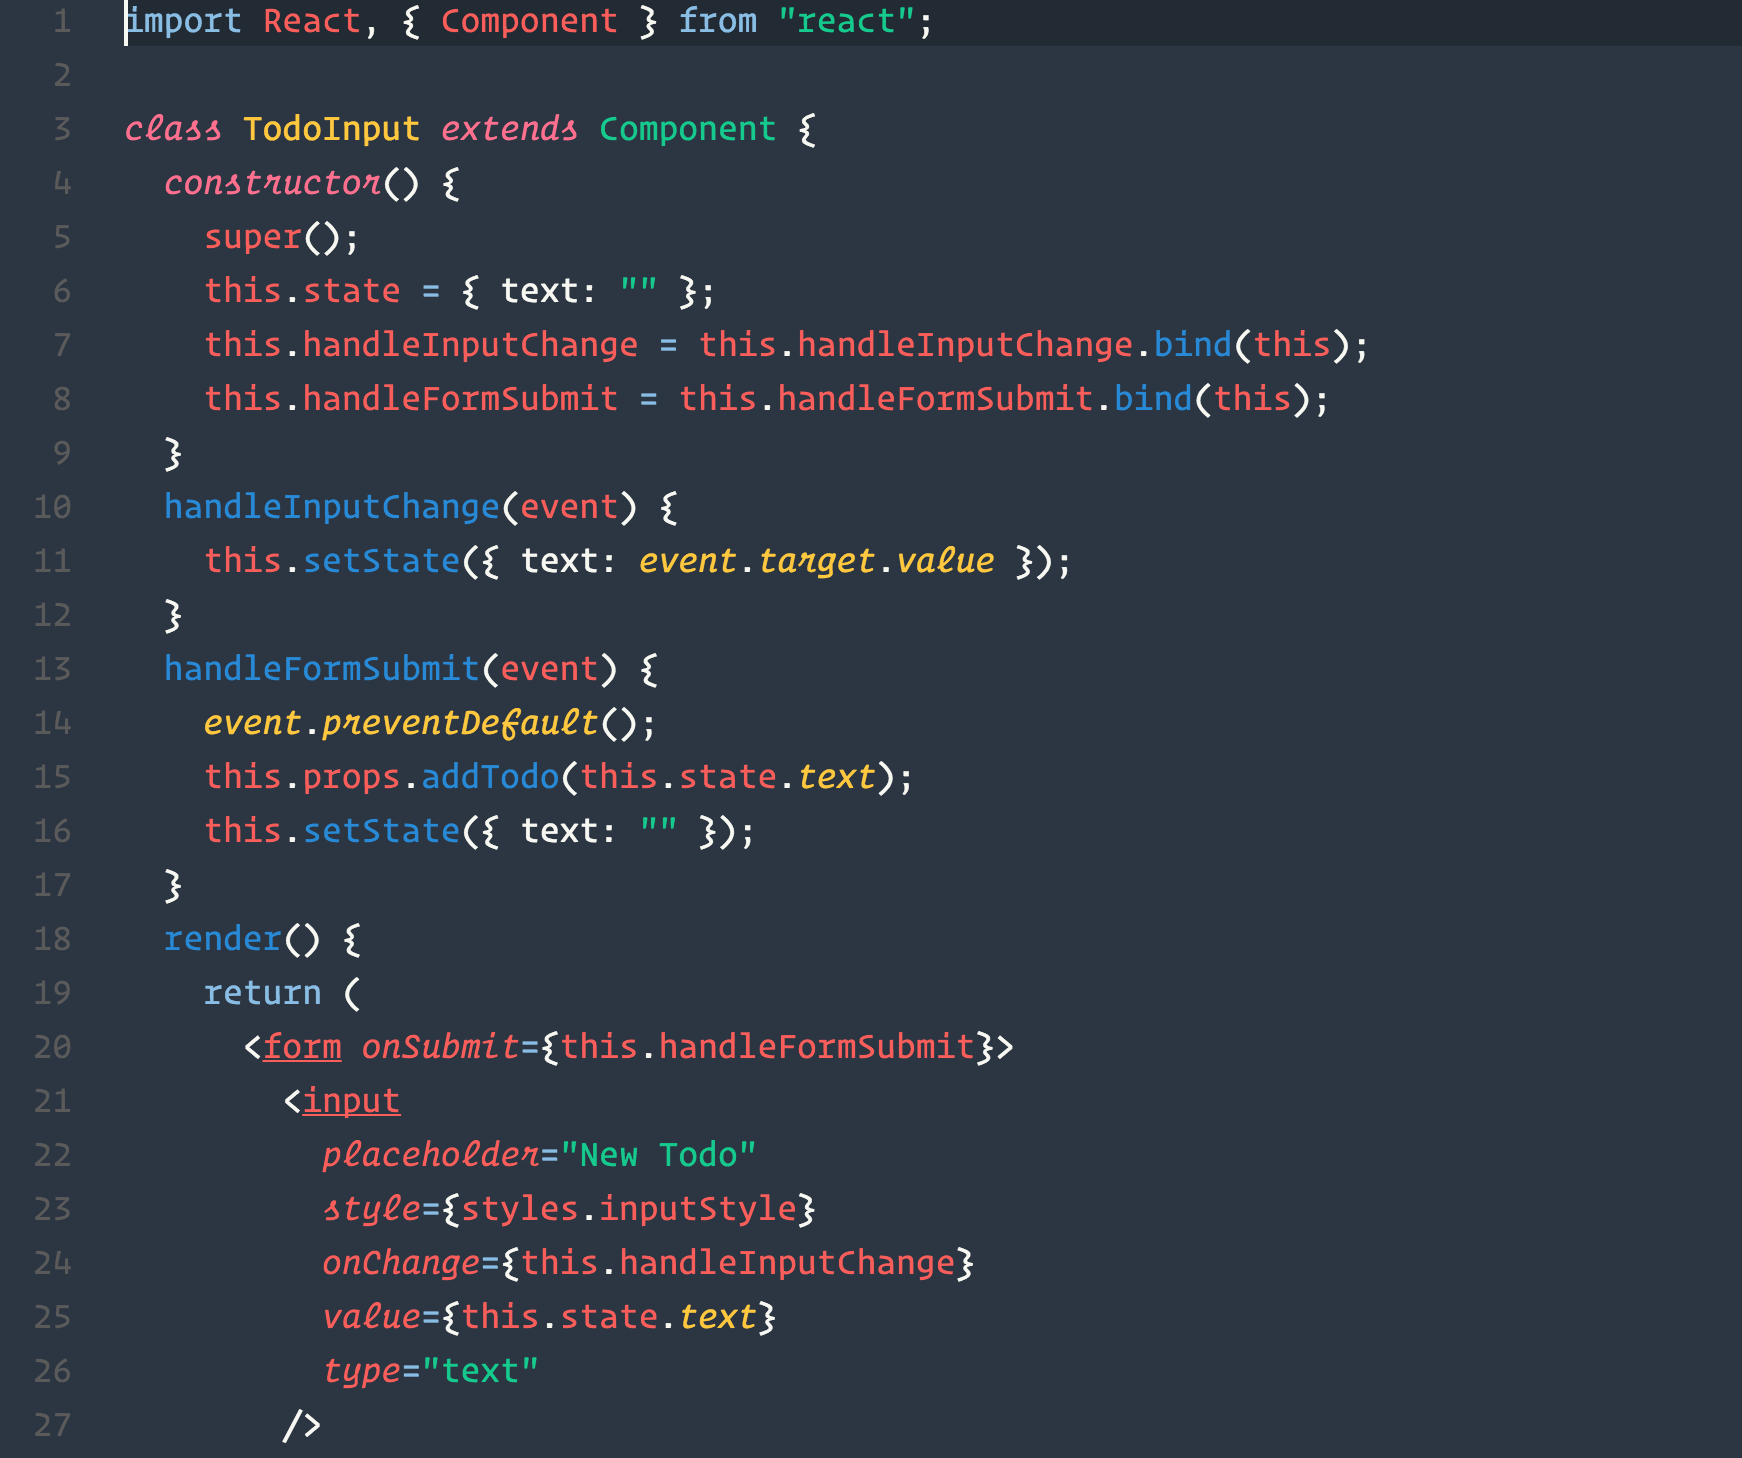 1 import React, { Component } from "react";
2
3 class TodoInput extends Component {
4   constructor() {
5     super();
6     this.state = { text: "" };
7     this.handleInputChange = this.handleInputChange.bind(this);
8     this.handleFormSubmit = this.handleFormSubmit.bind(this);
9   }
10   handleInputChange(event) {
11     this.setState({ text: event.target.value });
12   }
13   handleFormSubmit(event) {
14     event.preventDefault();
15     this.props.addTodo(this.state.text);
16     this.setState({ text: "" });
17   }
18   render() {
19     return (
20       <form onSubmit={this.handleFormSubmit}>
21         <input
22           placeholder="New Todo"
23           style={styles.inputStyle}
24           onChange={this.handleInputChange}
25           value={this.state.text}
26           type="text"
27         />